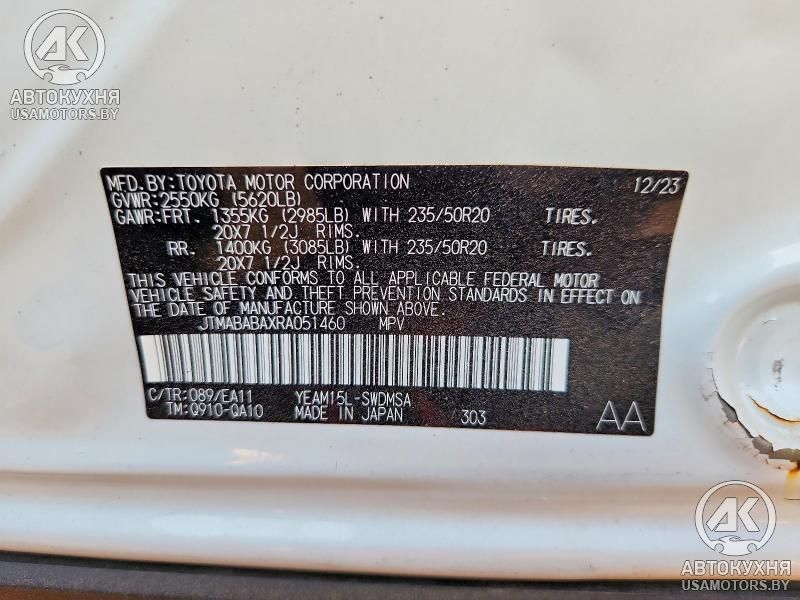 AK
АВТОКУХНЯ
USAMOTORS.BY
MFD.BY:TOYOTA MOTOR CORPORATION 12/23
GVWR:2550KG (5620LB)
GAWR:FRT. 1355KG (2985LB) WITH 235/50R20 TIRES.
20X7 1/2J RIMS.
RR. 1400KG (3085LB) WITH 235/50R20 TIRES.
20X7 1/2J RIMS.
THIS VEHICLE CONFORMS TO ALL APPLICABLE FEDERAL MOTOR
VEHICLE SAFETY AND THEFT PREVENTION STANDARDS IN EFFECT ON
THE DATE OF MANUFACTURE SHOWN ABOVE.
JTMABABAXRA051460 MPV
C/TR:089/EA11 YEAM15L-SWDMSA
TM:Q910-QA10 MADE IN JAPAN 303 AA
AK
АВТОКУХНЯ
USAMOTORS.BY